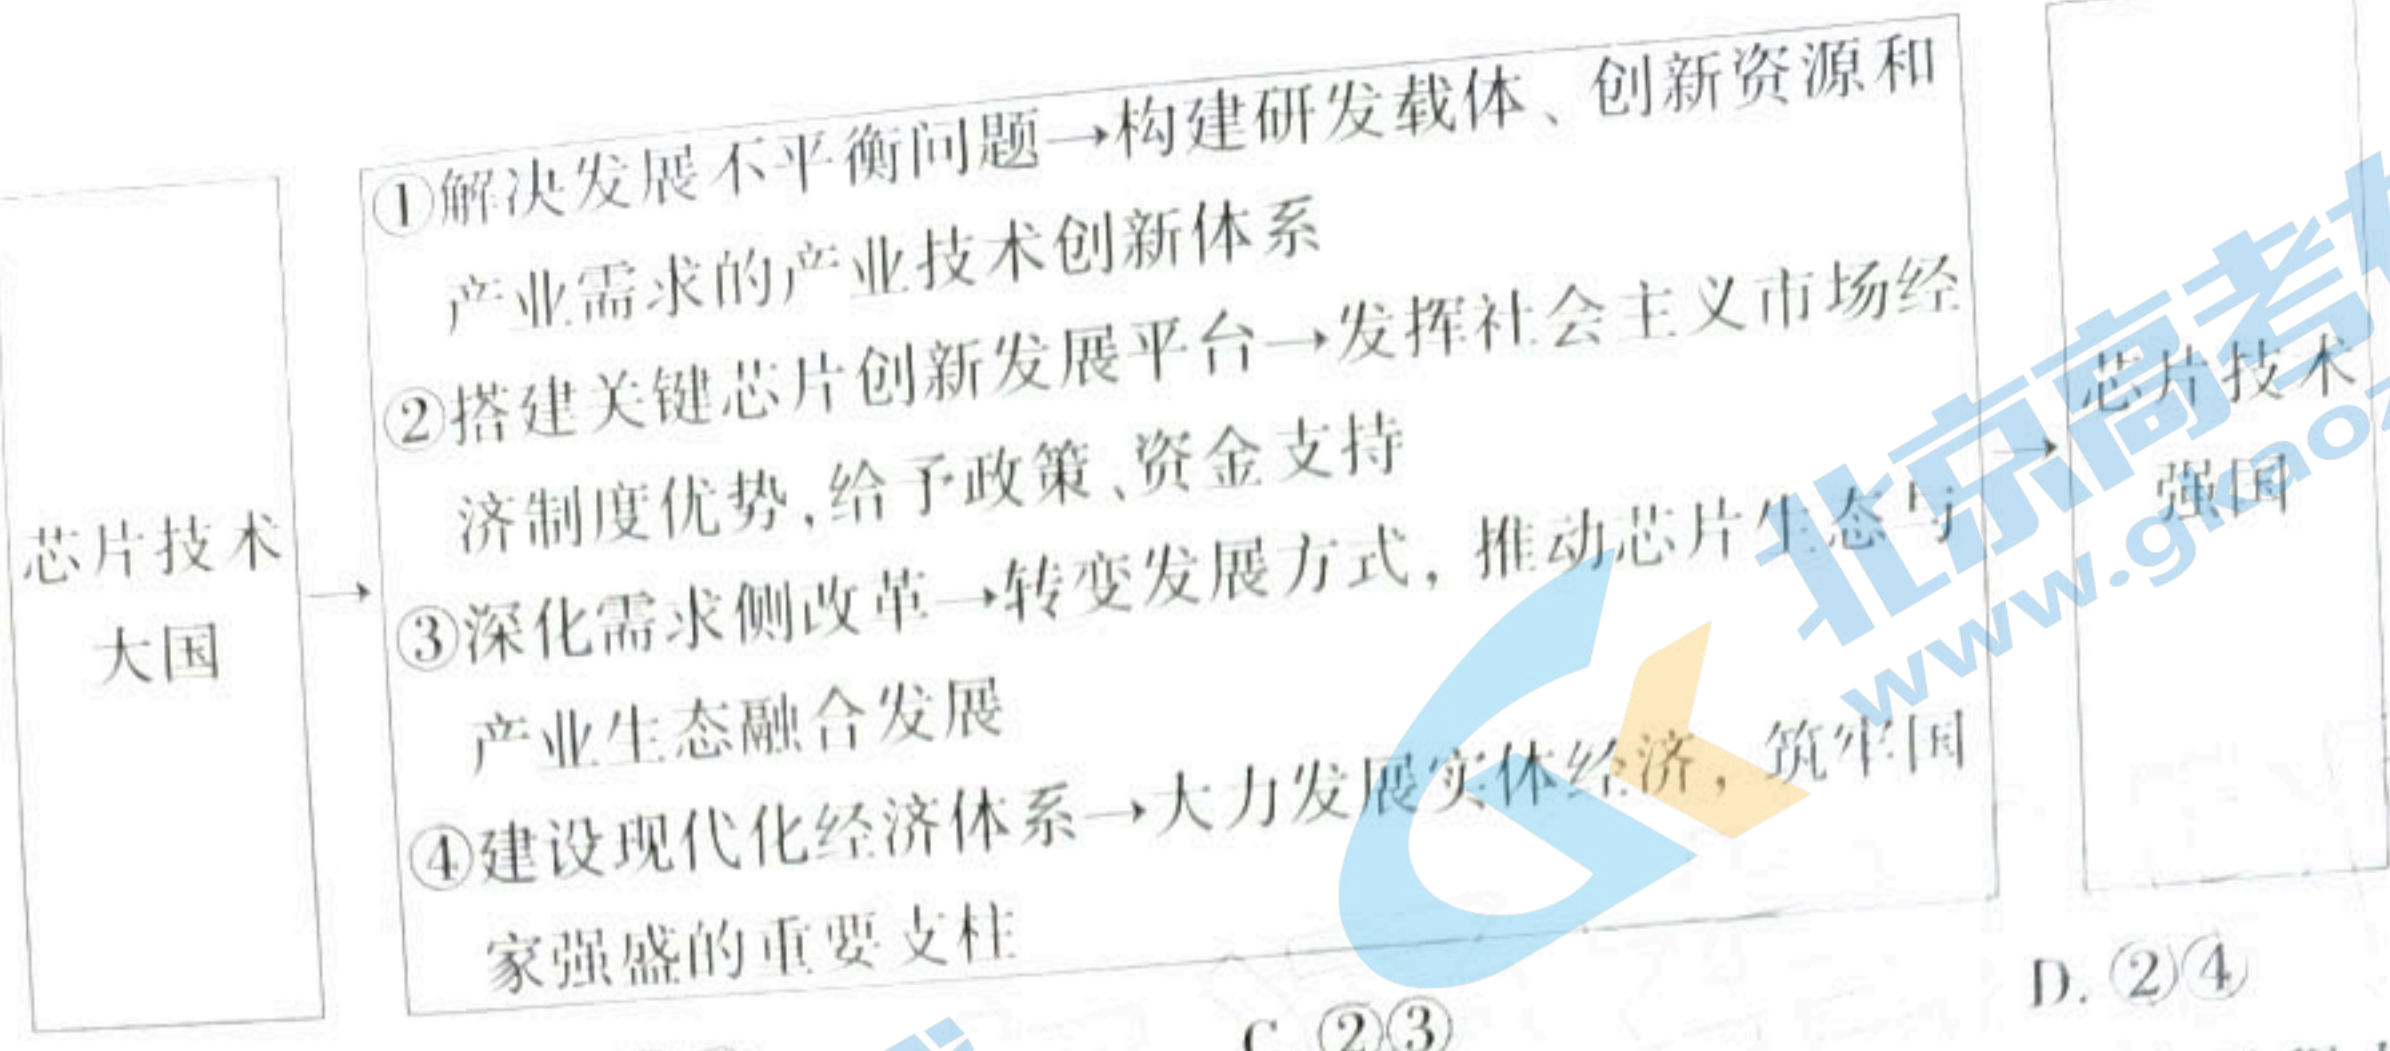 芯片技术
大国
①解决发展不平衡问题→构建研发载体、创新资源和
产业需求的产业技术创新体系
②搭建关键芯片创新发展平台→发挥社会主义市场经
济制度优势,给予政策、资金支持
③深化需求侧改革→转变发展方式，推动芯片生态与
产业生态融合发展
④建设现代化经济体系→大力发展实体经济，筑牢国
家强盛的重要支柱
芯片技术
强国
C ②③
D. ②④
北京高考
www.gkao